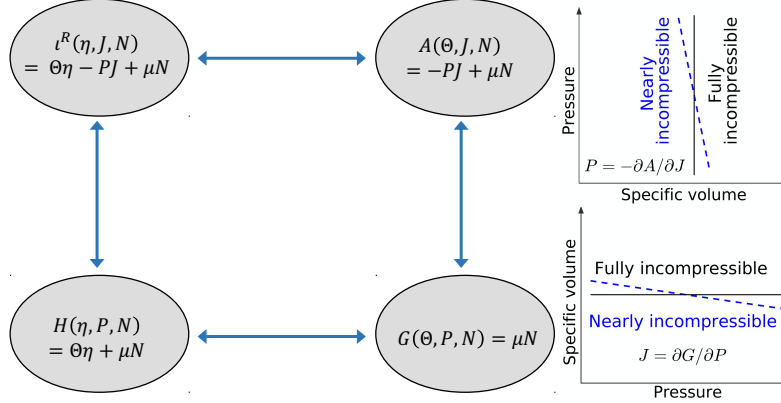 ι^R(η, J, N)
= Θη − PJ + μN
A(Θ, J, N)
= −PJ + μN
H(η, P, N)
= Θη + μN
G(Θ, P, N) = μN
Pressure
Nearly
incompressible
Fully
incompressible
P = −∂A/∂J
Specific volume
Specific volume
Fully incompressible
Nearly incompressible
J = ∂G/∂P
Pressure